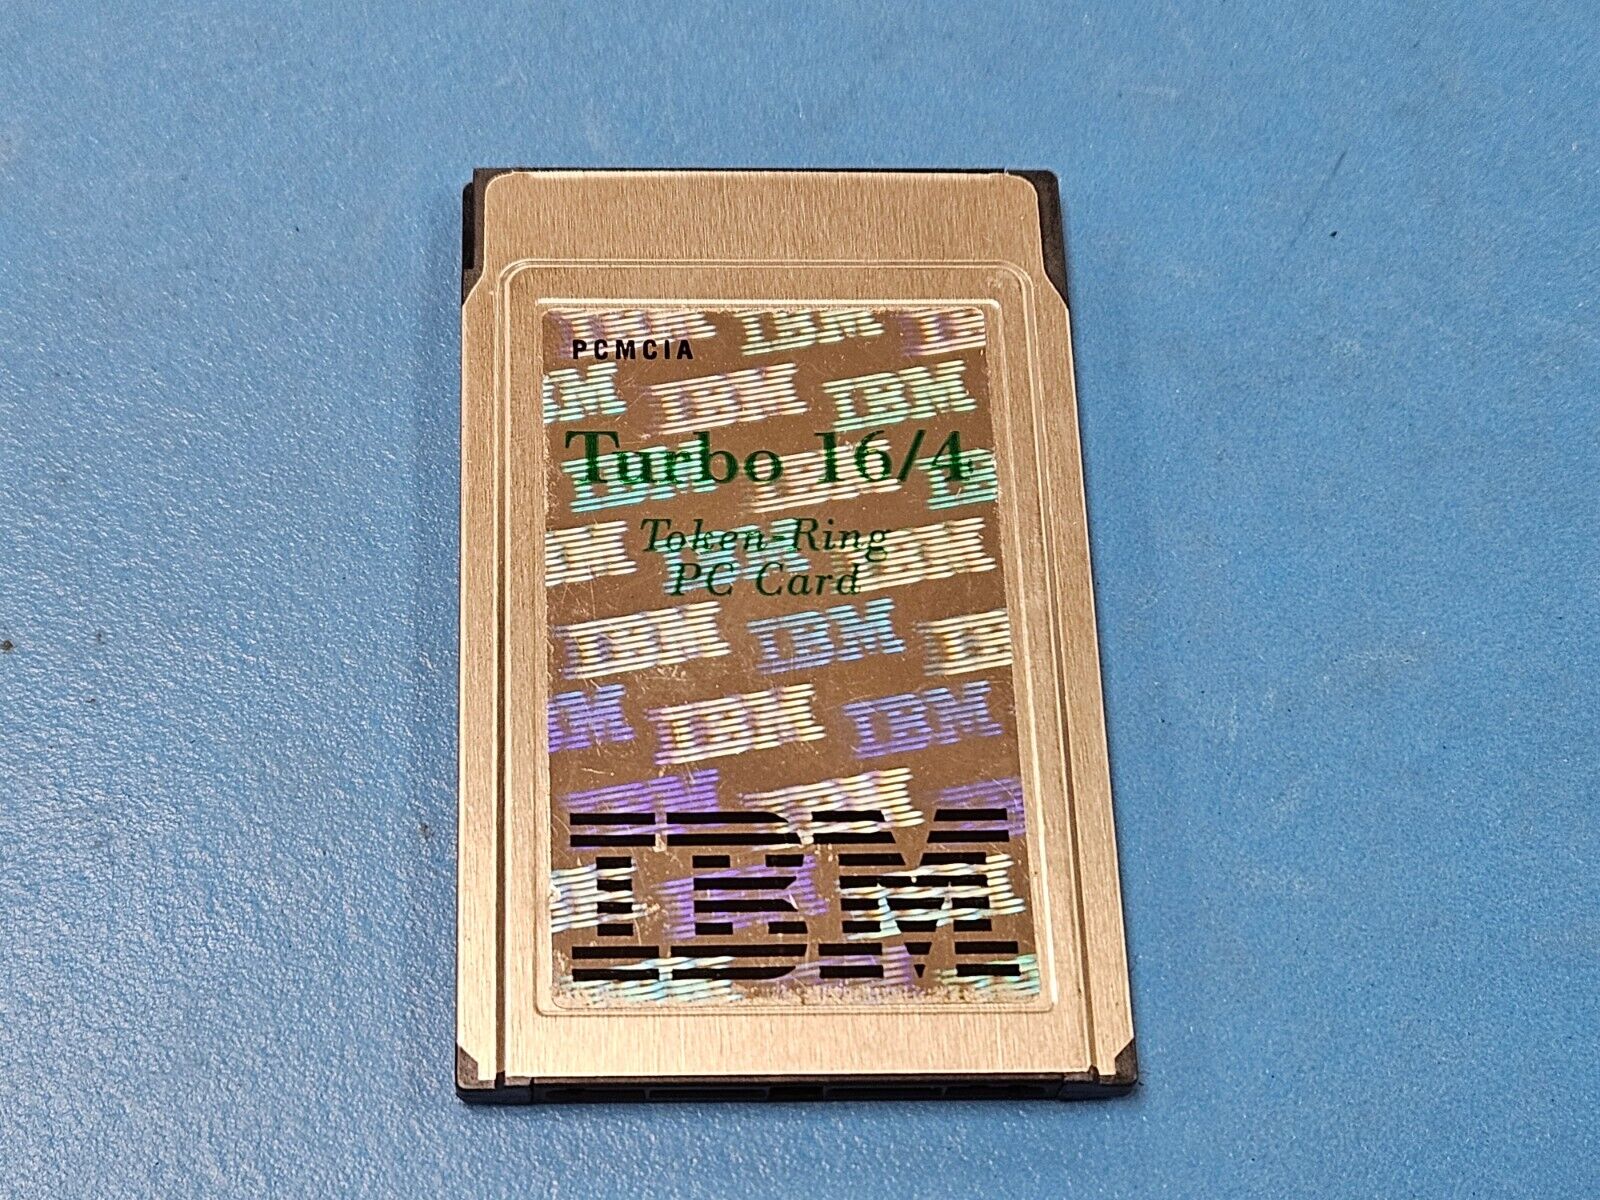 PCMCIA
Turbo 16/4
Token-Ring
PC Card
IBM